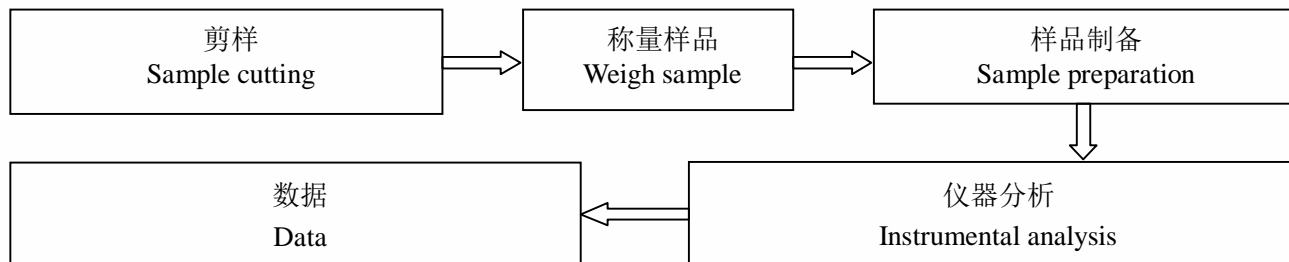 剪样
Sample cutting
称量样品
Weigh sample
样品制备
Sample preparation
仪器分析
Instrumental analysis
数据
Data